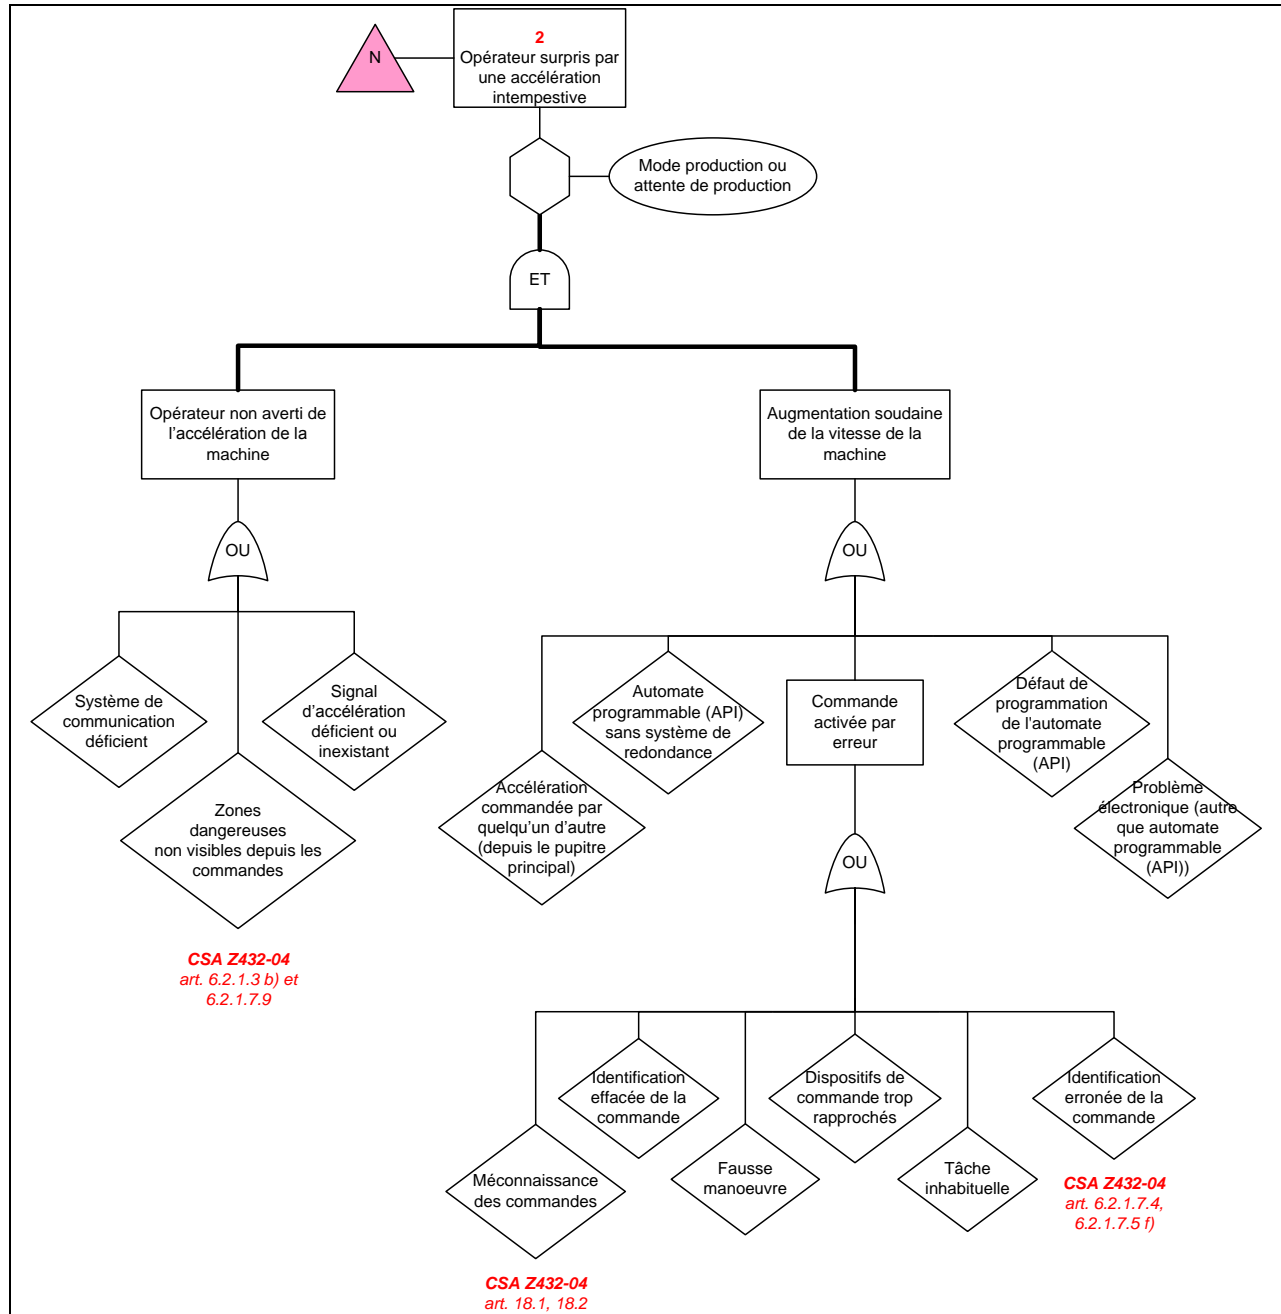 N
2
Opérateur surpris par
une accélération
intempestive
Mode production ou
attente de production
ET
Opérateur non averti de
l'accélération de la
machine
Augmentation soudaine
de la vitesse de la
machine
OU
OU
Système de
communication
déficient
Signal
d'accélération
déficient ou
inexistant
Zones
dangereuses
non visibles depuis les
commandes
CSA Z432-04
art. 6.2.1.3 b) et
6.2.1.7.9
Automate
programmable (API)
sans système de
redondance
Accélération
commandée par
quelqu'un d'autre
(depuis le pupitre
principal)
Commande
activée par
erreur
Défaut de
programmation
de l'automate
programmable
(API)
Problème
électronique (autre
que automate
programmable
(API))
OU
Identification
effacée de la
commande
Dispositifs de
commande trop
rapprochés
Identification
erronée de la
commande
Méconnaissance
des commandes
Fausse
manoeuvre
Tâche
inhabituelle
CSA Z432-04
art. 6.2.1.7.4,
6.2.1.7.5 f)
CSA Z432-04
art. 18.1, 18.2